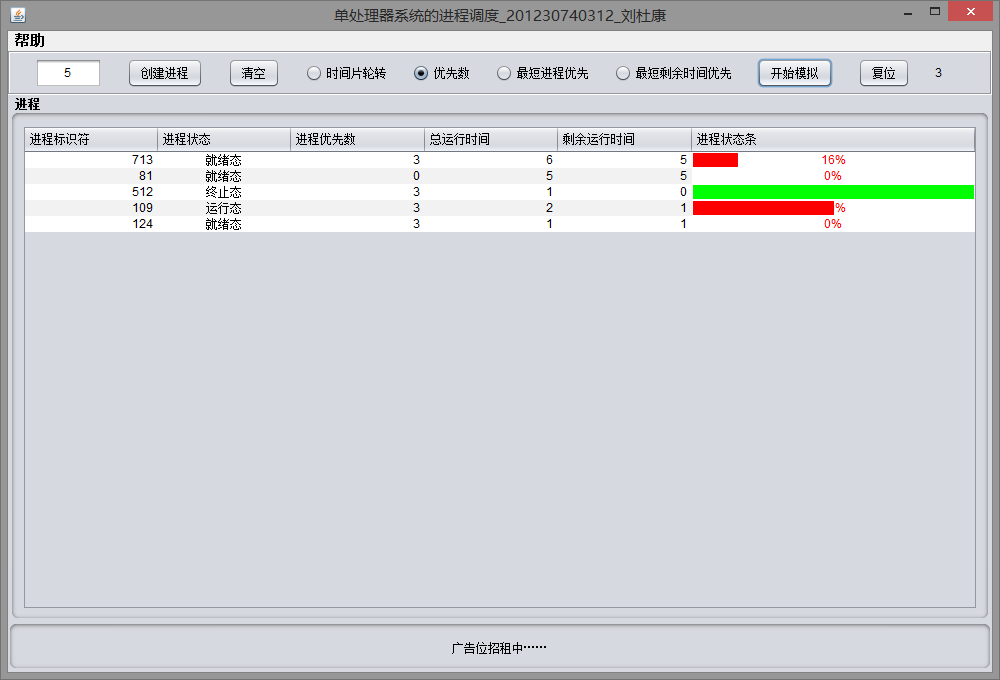 单处理器系统的进程调度_201230740312_刘杜康
帮助
5 创建进程 清空 时间片轮转 优先数 最短进程优先 最短剩余时间优先 开始模拟 复位 3
进程
进程标识符 进程状态 进程优先数 总运行时间 剩余运行时间 进程状态条
713 就绪态 3 6 5 16%
81 就绪态 0 5 5 0%
512 终止态 3 1 0
109 运行态 3 2 1 %
124 就绪态 3 1 1 0%
广告位招租中······